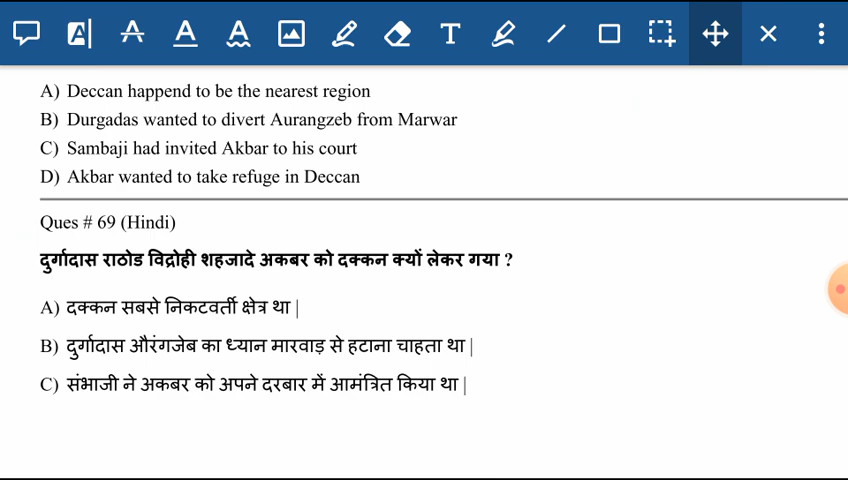 A) Deccan happend to be the nearest region
B) Durgadas wanted to divert Aurangzeb from Marwar
C) Sambaji had invited Akbar to his court
D) Akbar wanted to take refuge in Deccan
Ques # 69 (Hindi)
दुर्गादास राठोड विद्रोही शहजादे अकबर को दक्कन क्यों लेकर गया ?
A) दक्कन सबसे निकटवर्ती क्षेत्र था |
B) दुर्गादास औरंगजेब का ध्यान मारवाड़ से हटाना चाहता था |
C) संभाजी ने अकबर को अपने दरबार में आमंत्रित किया था |